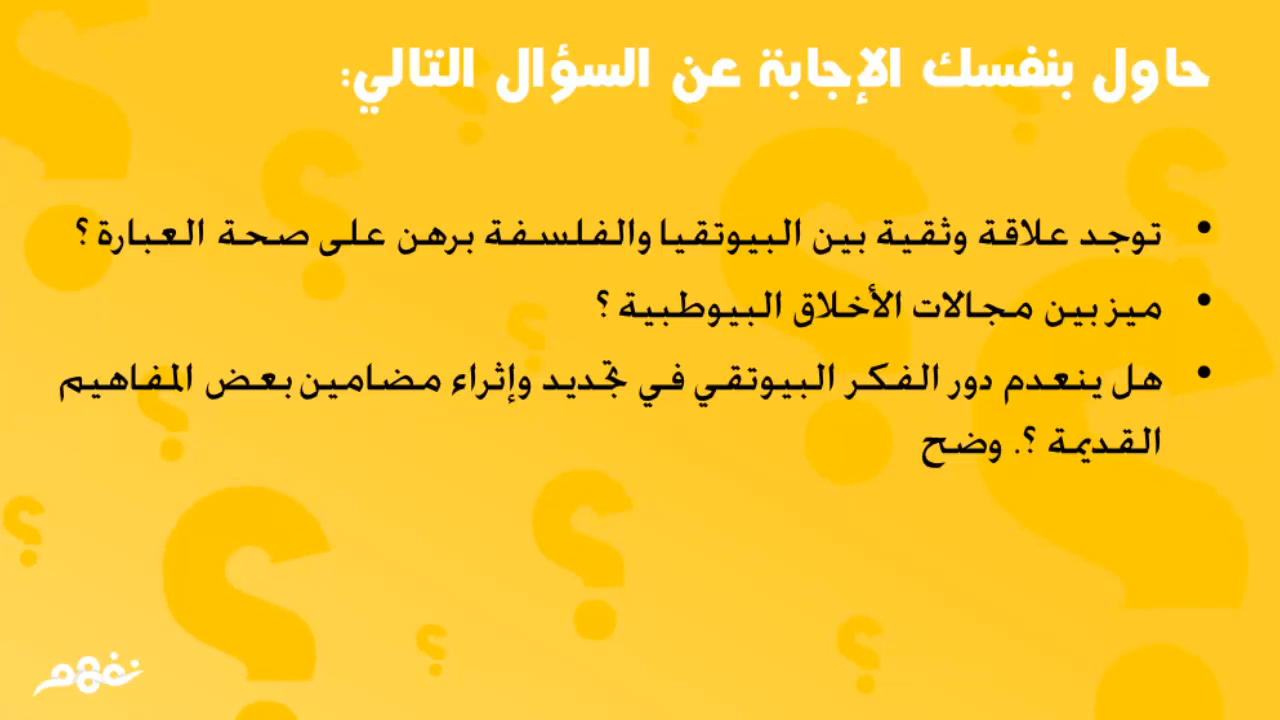 حاول بنفسك الإجابة عن السؤال التالي:
• توجد علاقة وثقية بين البيوتقيا والفلسفة برهن على صحة العبارة ؟
• ميز بين مجالات الأخلاق البيوطبية ؟
• هل ينعدم دور الفكر البيوتقي في تجديد وإثراء مضامين بعض المفاهيم
القديمة ؟. وضح
نفهم